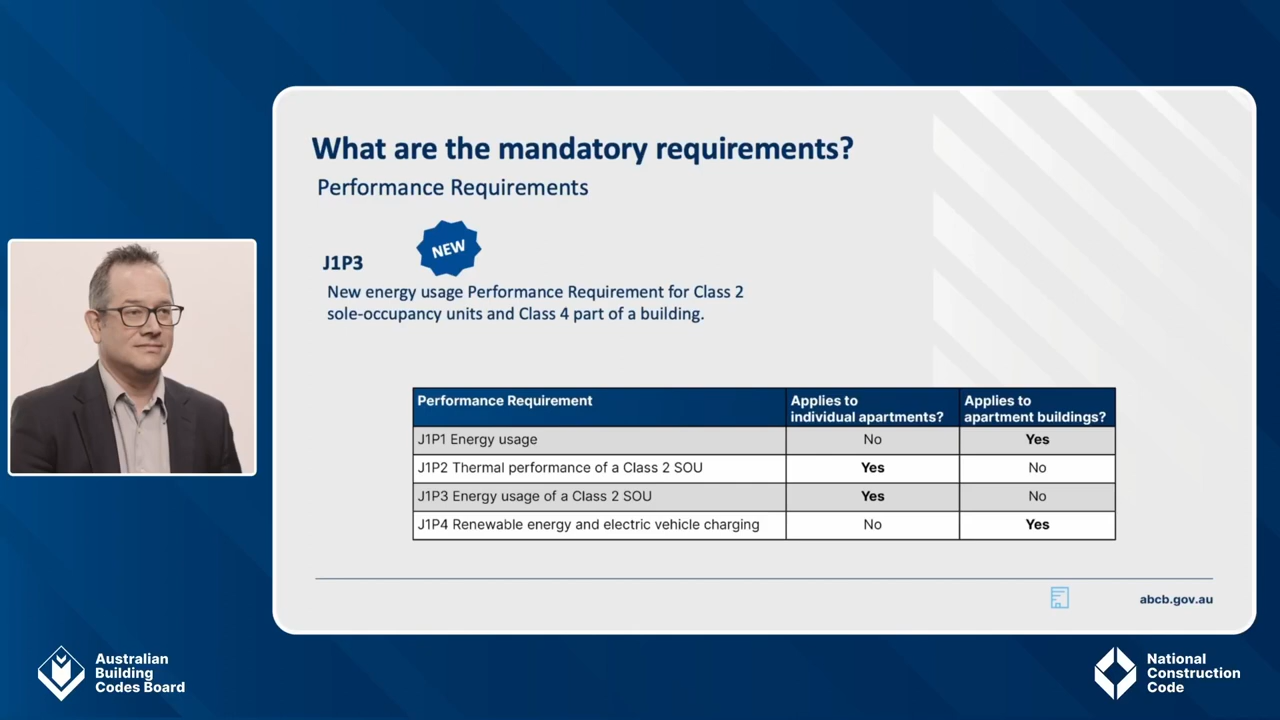 What are the mandatory requirements?
Performance Requirements
NEW
J1P3
New energy usage Performance Requirement for Class 2
sole-occupancy units and Class 4 part of a building.
Performance Requirement
Applies to
individual apartments?
Applies to
apartment buildings?
J1P1 Energy usage No Yes
J1P2 Thermal performance of a Class 2 SOU Yes No
J1P3 Energy usage of a Class 2 SOU Yes No
J1P4 Renewable energy and electric vehicle charging No Yes
abcb.gov.au
Australian
Building
Codes Board
National
Construction
Code